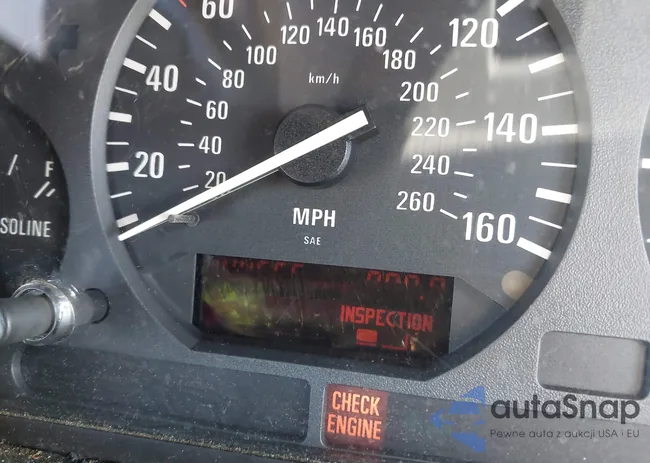 60
120 140 160
120
100
180
40
80
km/h
200
60
220
140
20
40
240
20
260
160
MPH
SAE
F
GASOLINE
INSPECTION
CHECK
ENGINE
autaSnap
Pewne auta z aukcji USA i EU